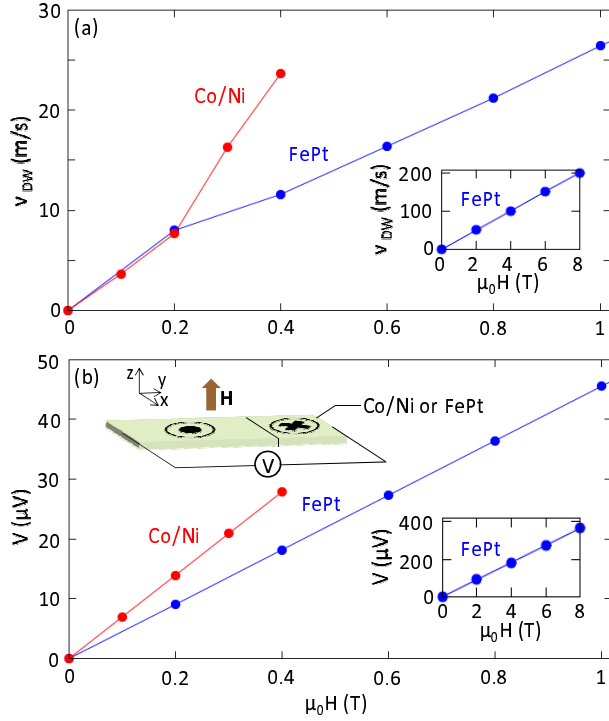 (a)
30
20
10
0
v DW (m/s)
Co/Ni
FePt
200
100
0
v DW (m/s)
FePt
0 2 4 6 8
μ₀H (T)
0 0.2 0.4 0.6 0.8 1
(b)
50
40
30
20
10
0
V (μV)
z y x
H
Co/Ni or FePt
V
Co/Ni
FePt
400
200
0
V (μV)
FePt
0 2 4 6 8
μ₀H (T)
0 0.2 0.4 0.6 0.8 1
μ₀H (T)